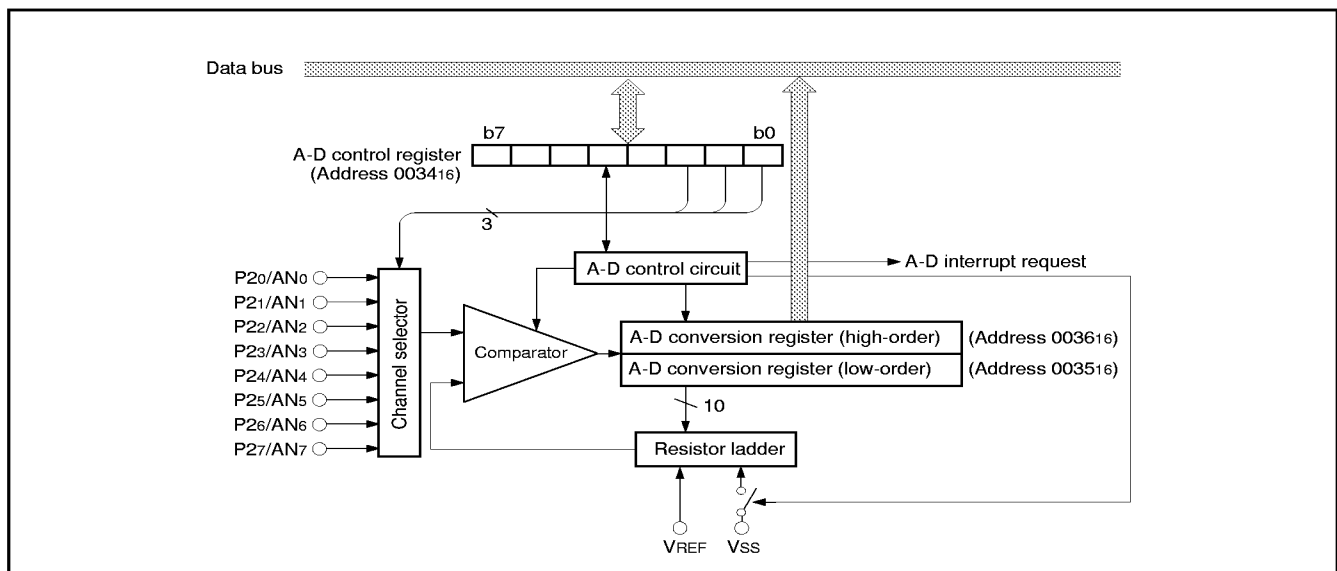 Data bus
b7 b0
A-D control register
(Address 003416)
3
A-D control circuit
A-D interrupt request
P20/AN0
P21/AN1
P22/AN2
P23/AN3
P24/AN4
P25/AN5
P26/AN6
P27/AN7
Channel selector
Comparator
A-D conversion register (high-order) (Address 003616)
A-D conversion register (low-order) (Address 003516)
10
Resistor ladder
VREF VSS